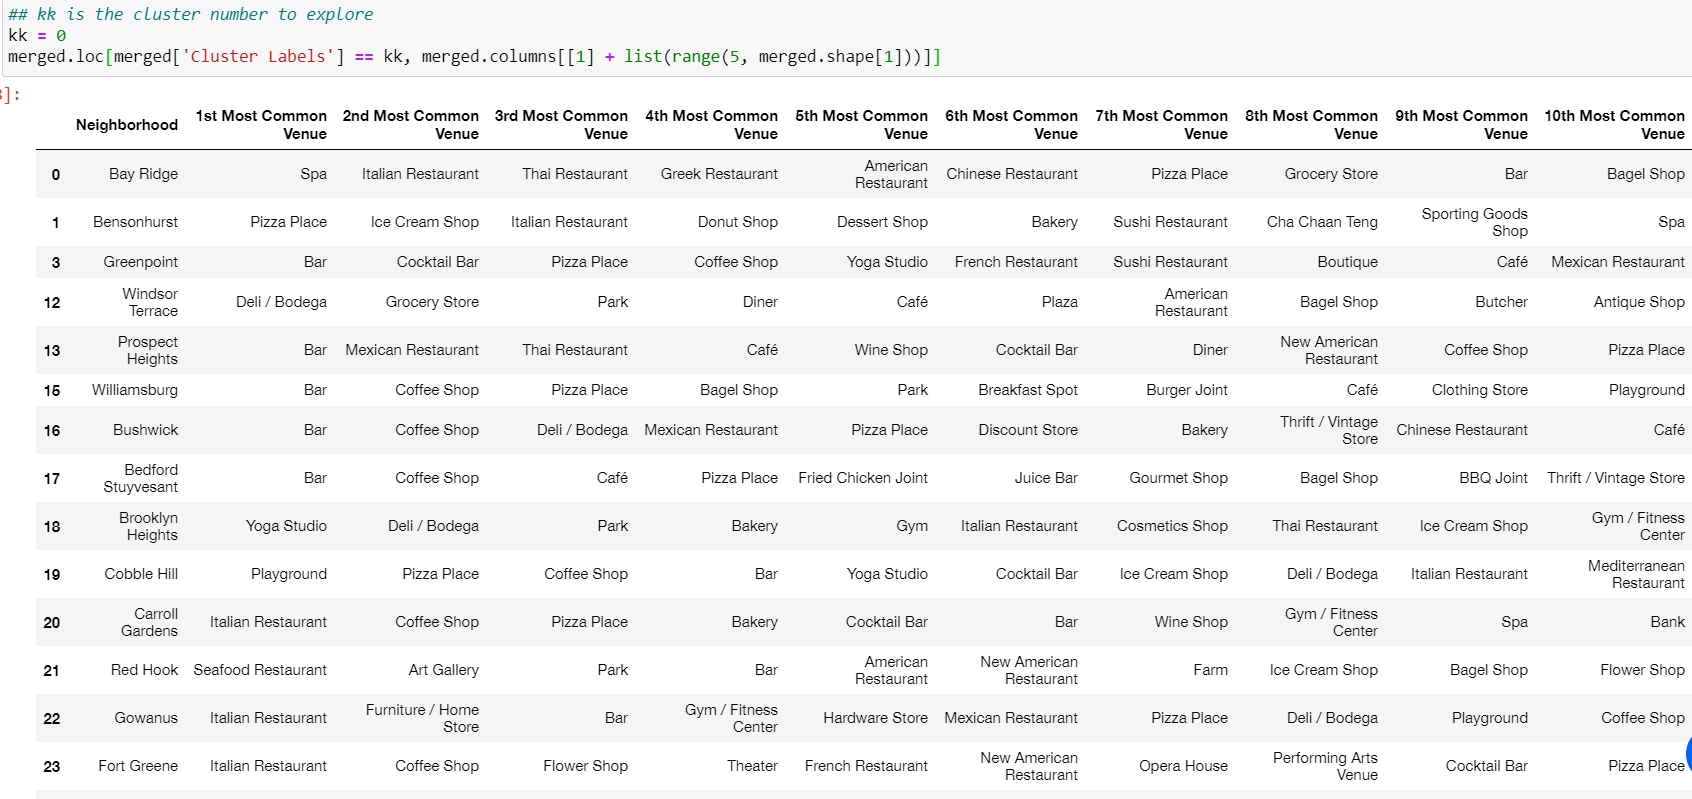 ## kk is the cluster number to explore
kk = 0
merged.loc[merged['Cluster Labels'] == kk, merged.columns[[1] + list(range(5, merged.shape[1]))]]
]:
Neighborhood 1st Most Common Venue 2nd Most Common Venue 3rd Most Common Venue 4th Most Common Venue 5th Most Common Venue 6th Most Common Venue 7th Most Common Venue 8th Most Common Venue 9th Most Common Venue 10th Most Common Venue
0 Bay Ridge Spa Italian Restaurant Thai Restaurant Greek Restaurant American Restaurant Chinese Restaurant Pizza Place Grocery Store Bar Bagel Shop
1 Bensonhurst Pizza Place Ice Cream Shop Italian Restaurant Donut Shop Dessert Shop Bakery Sushi Restaurant Cha Chaan Teng Sporting Goods Shop Spa
3 Greenpoint Bar Cocktail Bar Pizza Place Coffee Shop Yoga Studio French Restaurant Sushi Restaurant Boutique Café Mexican Restaurant
12 Windsor Terrace Deli / Bodega Grocery Store Park Diner Café Plaza American Restaurant Bagel Shop Butcher Antique Shop
13 Prospect Heights Bar Mexican Restaurant Thai Restaurant Café Wine Shop Cocktail Bar Diner New American Restaurant Coffee Shop Pizza Place
15 Williamsburg Bar Coffee Shop Pizza Place Bagel Shop Park Breakfast Spot Burger Joint Café Clothing Store Playground
16 Bushwick Bar Coffee Shop Deli / Bodega Mexican Restaurant Pizza Place Discount Store Bakery Thrift / Vintage Store Chinese Restaurant Café
17 Bedford Stuyvesant Bar Coffee Shop Café Pizza Place Fried Chicken Joint Juice Bar Gourmet Shop Bagel Shop BBQ Joint Thrift / Vintage Store
18 Brooklyn Heights Yoga Studio Deli / Bodega Park Bakery Gym Italian Restaurant Cosmetics Shop Thai Restaurant Ice Cream Shop Gym / Fitness Center
19 Cobble Hill Playground Pizza Place Coffee Shop Bar Yoga Studio Cocktail Bar Ice Cream Shop Deli / Bodega Italian Restaurant Mediterranean Restaurant
20 Carroll Gardens Italian Restaurant Coffee Shop Pizza Place Bakery Cocktail Bar Bar Wine Shop Gym / Fitness Center Spa Bank
21 Red Hook Seafood Restaurant Art Gallery Park Bar American Restaurant New American Restaurant Farm Ice Cream Shop Bagel Shop Flower Shop
22 Gowanus Italian Restaurant Furniture / Home Store Bar Gym / Fitness Center Hardware Store Mexican Restaurant Pizza Place Deli / Bodega Playground Coffee Shop
23 Fort Greene Italian Restaurant Coffee Shop Flower Shop Theater French Restaurant New American Restaurant Opera House Performing Arts Venue Cocktail Bar Pizza Place